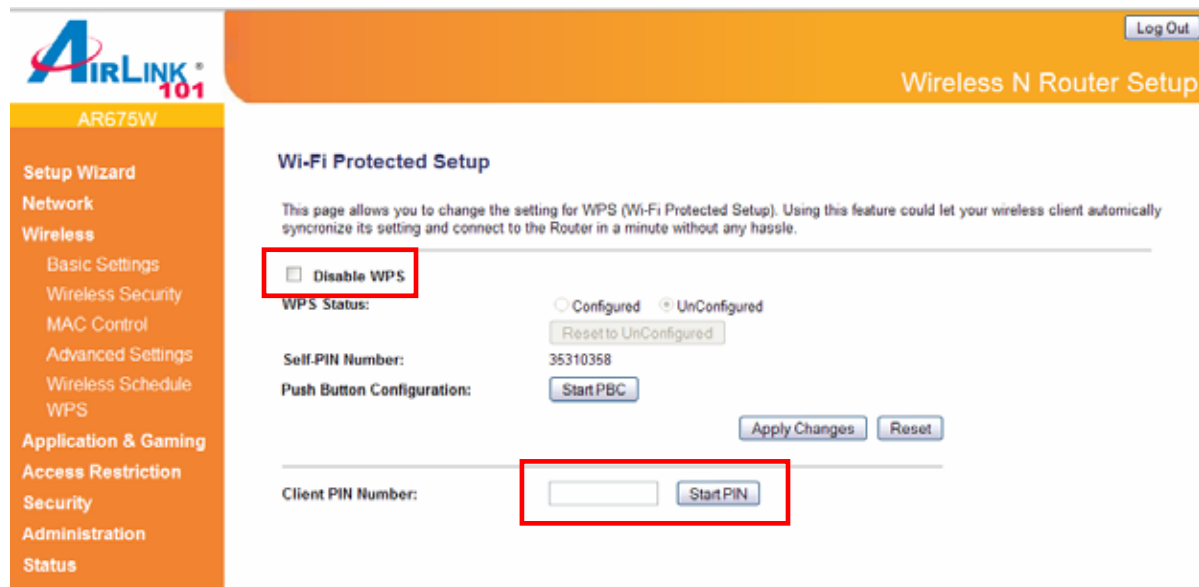 AIRLINK 101
Log Out
Wireless N Router Setup
AR675W
Setup Wizard
Network
Wireless
Basic Settings
Wireless Security
MAC Control
Advanced Settings
Wireless Schedule
WPS
Application & Gaming
Access Restriction
Security
Administration
Status
Wi-Fi Protected Setup
This page allows you to change the setting for WPS (Wi-Fi Protected Setup). Using this feature could let your wireless client automically
syncronize its setting and connect to the Router in a minute without any hassle.
Disable WPS
WPS Status: Configured UnConfigured
Reset to UnConfigured
Self-PIN Number: 35310358
Push Button Configuration: Start PBC
Apply Changes Reset
Client PIN Number: Start PIN